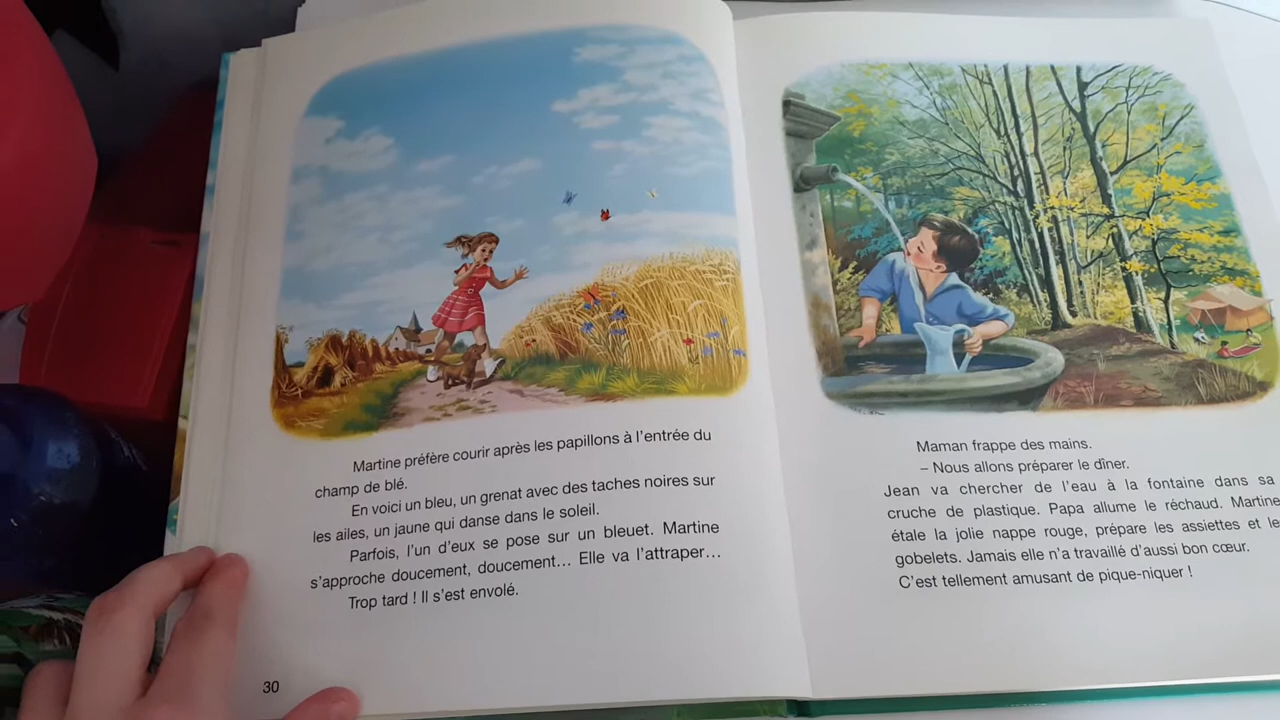 Martine préfère courir après les papillons à l'entrée du
champ de blé.
En voici un bleu, un grenat avec des taches noires sur
les ailes, un jaune qui danse dans le soleil.
Parfois, l'un d'eux se pose sur un bleuet. Martine
s'approche doucement, doucement... Elle va l'attraper...
Trop tard ! Il s'est envolé.
30
Maman frappe des mains.
– Nous allons préparer le dîner.
Jean va chercher de l'eau à la fontaine dans sa
cruche de plastique. Papa allume le réchaud. Martine
étale la jolie nappe rouge, prépare les assiettes et le
gobelets. Jamais elle n'a travaillé d'aussi bon cœur.
C'est tellement amusant de pique-niquer !